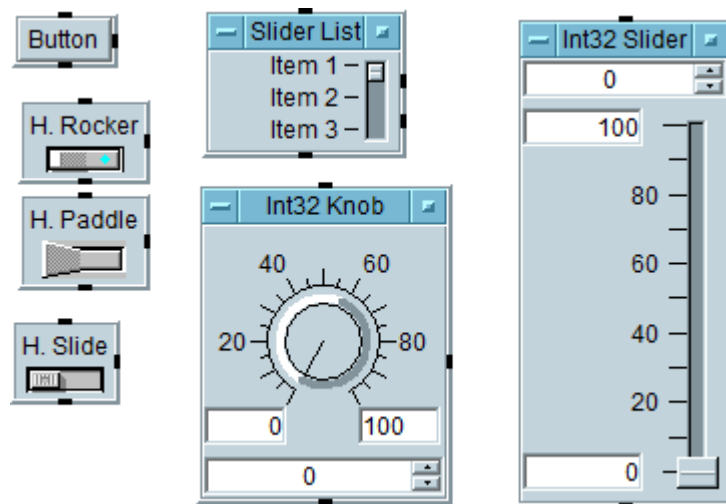 Button
H. Rocker
H. Paddle
H. Slide
Slider List
Item 1
Item 2
Item 3
Int32 Knob
40 60
20 80
0 100
0
Int32 Slider
0
100
80
60
40
20
0